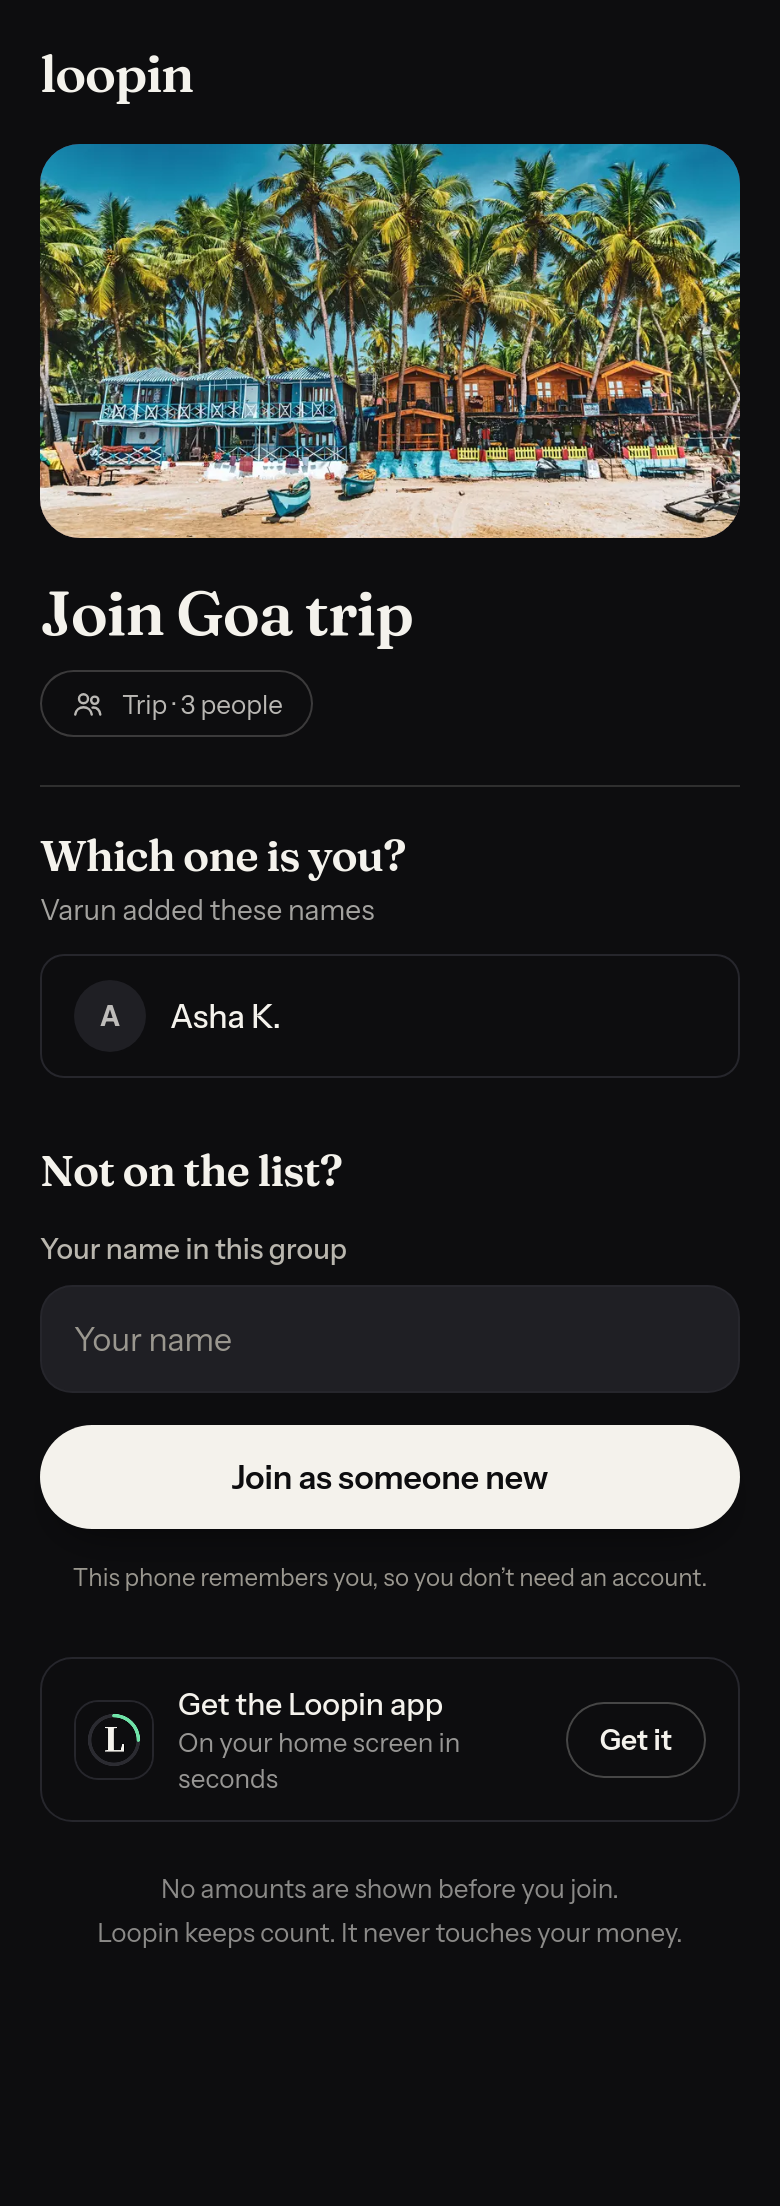 loopin
Join Goa trip
Trip · 3 people
Which one is you?
Varun added these names
A
Asha K.
Not on the list?
Your name in this group
Your name
Join as someone new
This phone remembers you, so you don’t need an account.
L
Get the Loopin app
On your home screen in
seconds
Get it
No amounts are shown before you join.
Loopin keeps count. It never touches your money.